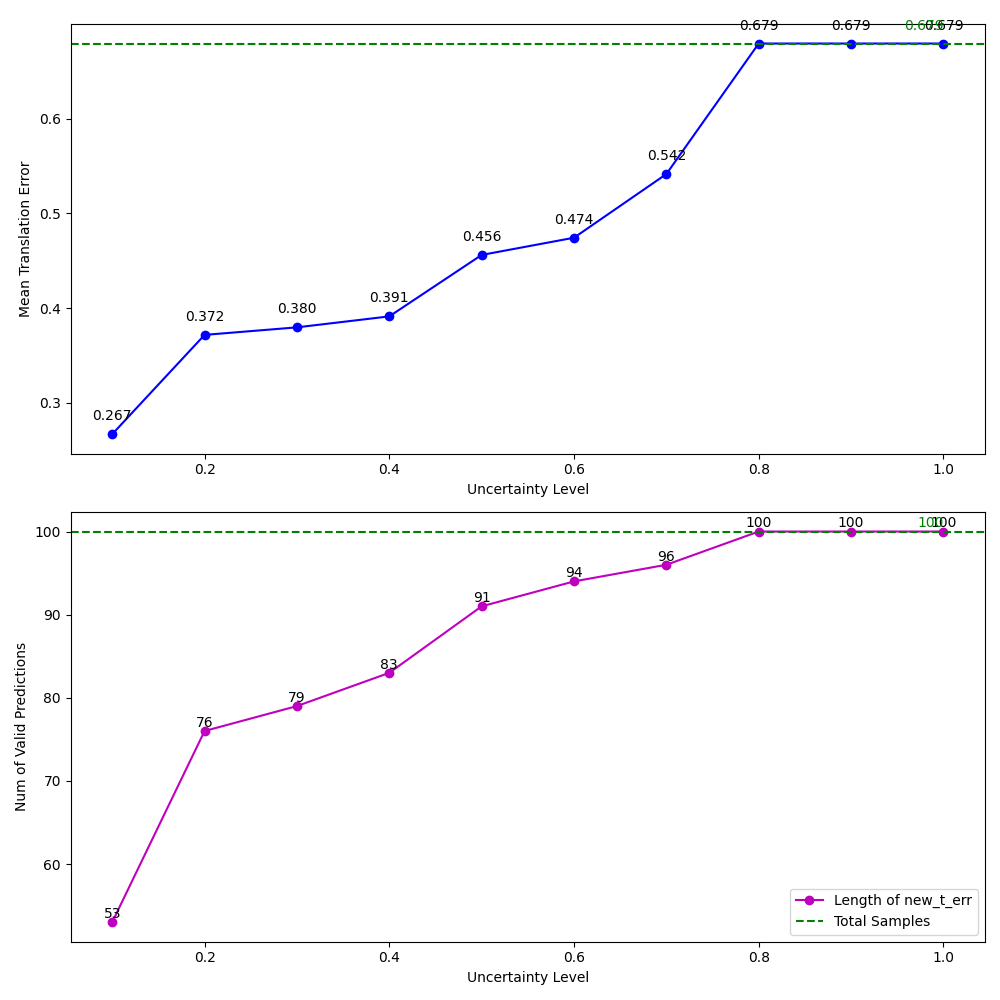 0.679 0.679 0.679 0.679
0.6
0.542
0.5
0.474
0.456
0.4
0.391
0.380
0.372
0.3
0.267
Mean Translation Error
0.2 0.4 0.6 0.8 1.0
Uncertainty Level
100 100 100 100 100
96
94
91
90
83
80
79
76
70
60
53
Num of Valid Predictions
Length of new_t_err
Total Samples
0.2 0.4 0.6 0.8 1.0
Uncertainty Level